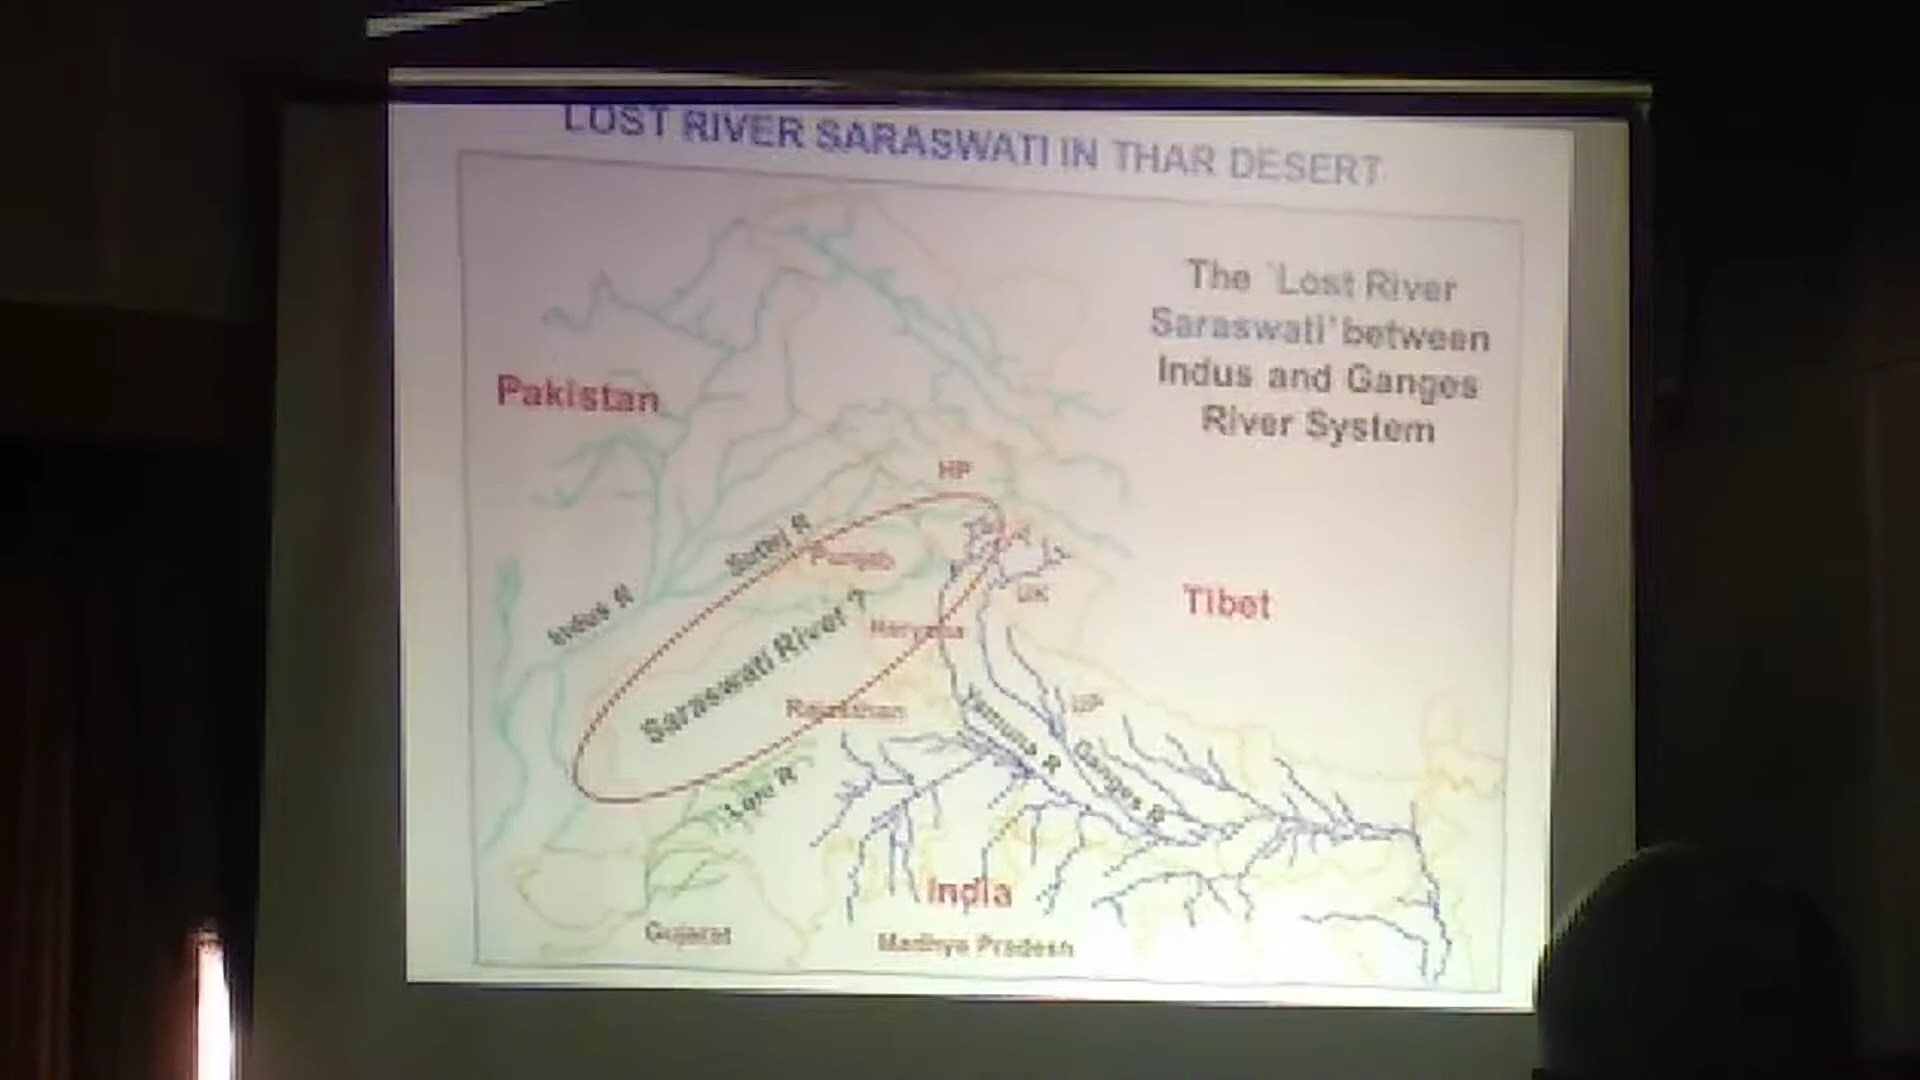 LOST RIVER SARASWATI IN THAR DESERT
The `Lost River
Saraswati' between
Indus and Ganges
River System
Pakistan
HP
Sutlej R
Punjab
Indus R
UK
Tibet
Saraswati River ?
Haryana
Rajasthan
UP
Yamuna R
Ganges R
Luni R
India
Gujarat
Madhya Pradesh